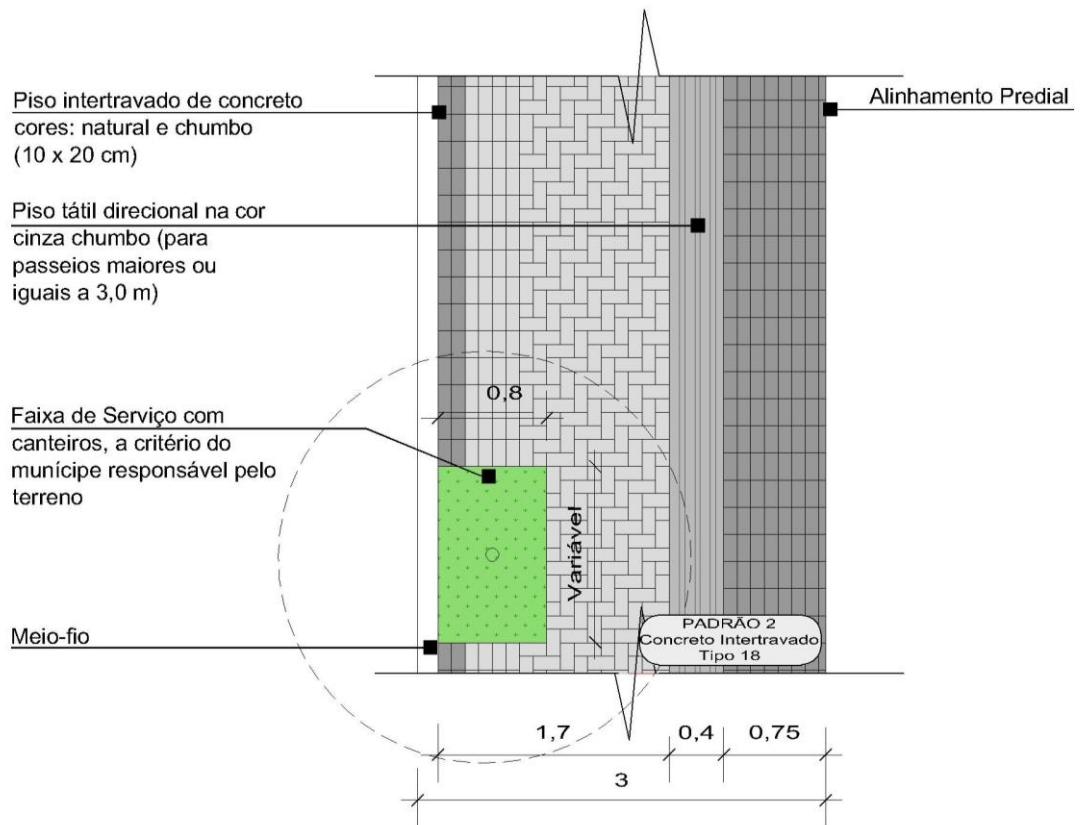 Piso intertravado de concreto
cores: natural e chumbo
(10 x 20 cm)
Alinhamento Predial
Piso tátil direcional na cor
cinza chumbo (para
passeios maiores ou
iguais a 3,0 m)
0,8
Faixa de Serviço com
canteiros, a critério do
munícipe responsável pelo
terreno
Variável
Meio-fio
PADRÃO 2
Concreto Intertravado
Tipo 18
1,7
0,4
0,75
3